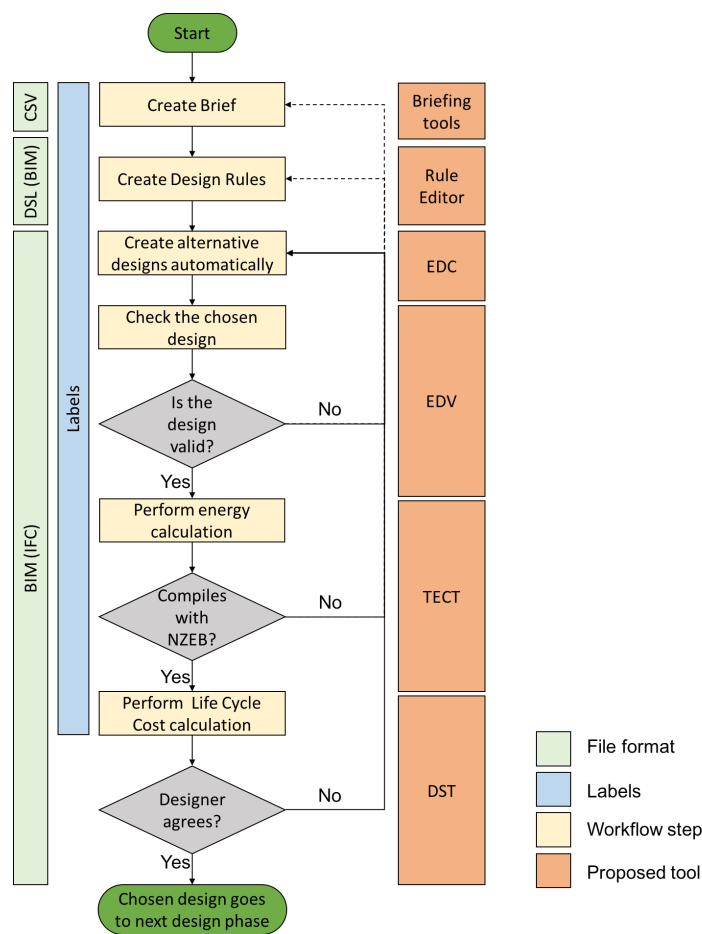 Start
CSV
Create Brief
Briefing
tools
DSL (BIM)
Create Design Rules
Rule
Editor
Create alternative
designs automatically
EDC
Check the chosen
design
Labels
Is the
design
valid?
No
EDV
Yes
BIM (IFC)
Perform energy
calculation
Compiles
with
NZEB?
No
TECT
Yes
Perform Life Cycle
Cost calculation
Designer
agrees?
No
DST
Yes
Chosen design goes
to next design phase
File format
Labels
Workflow step
Proposed tool